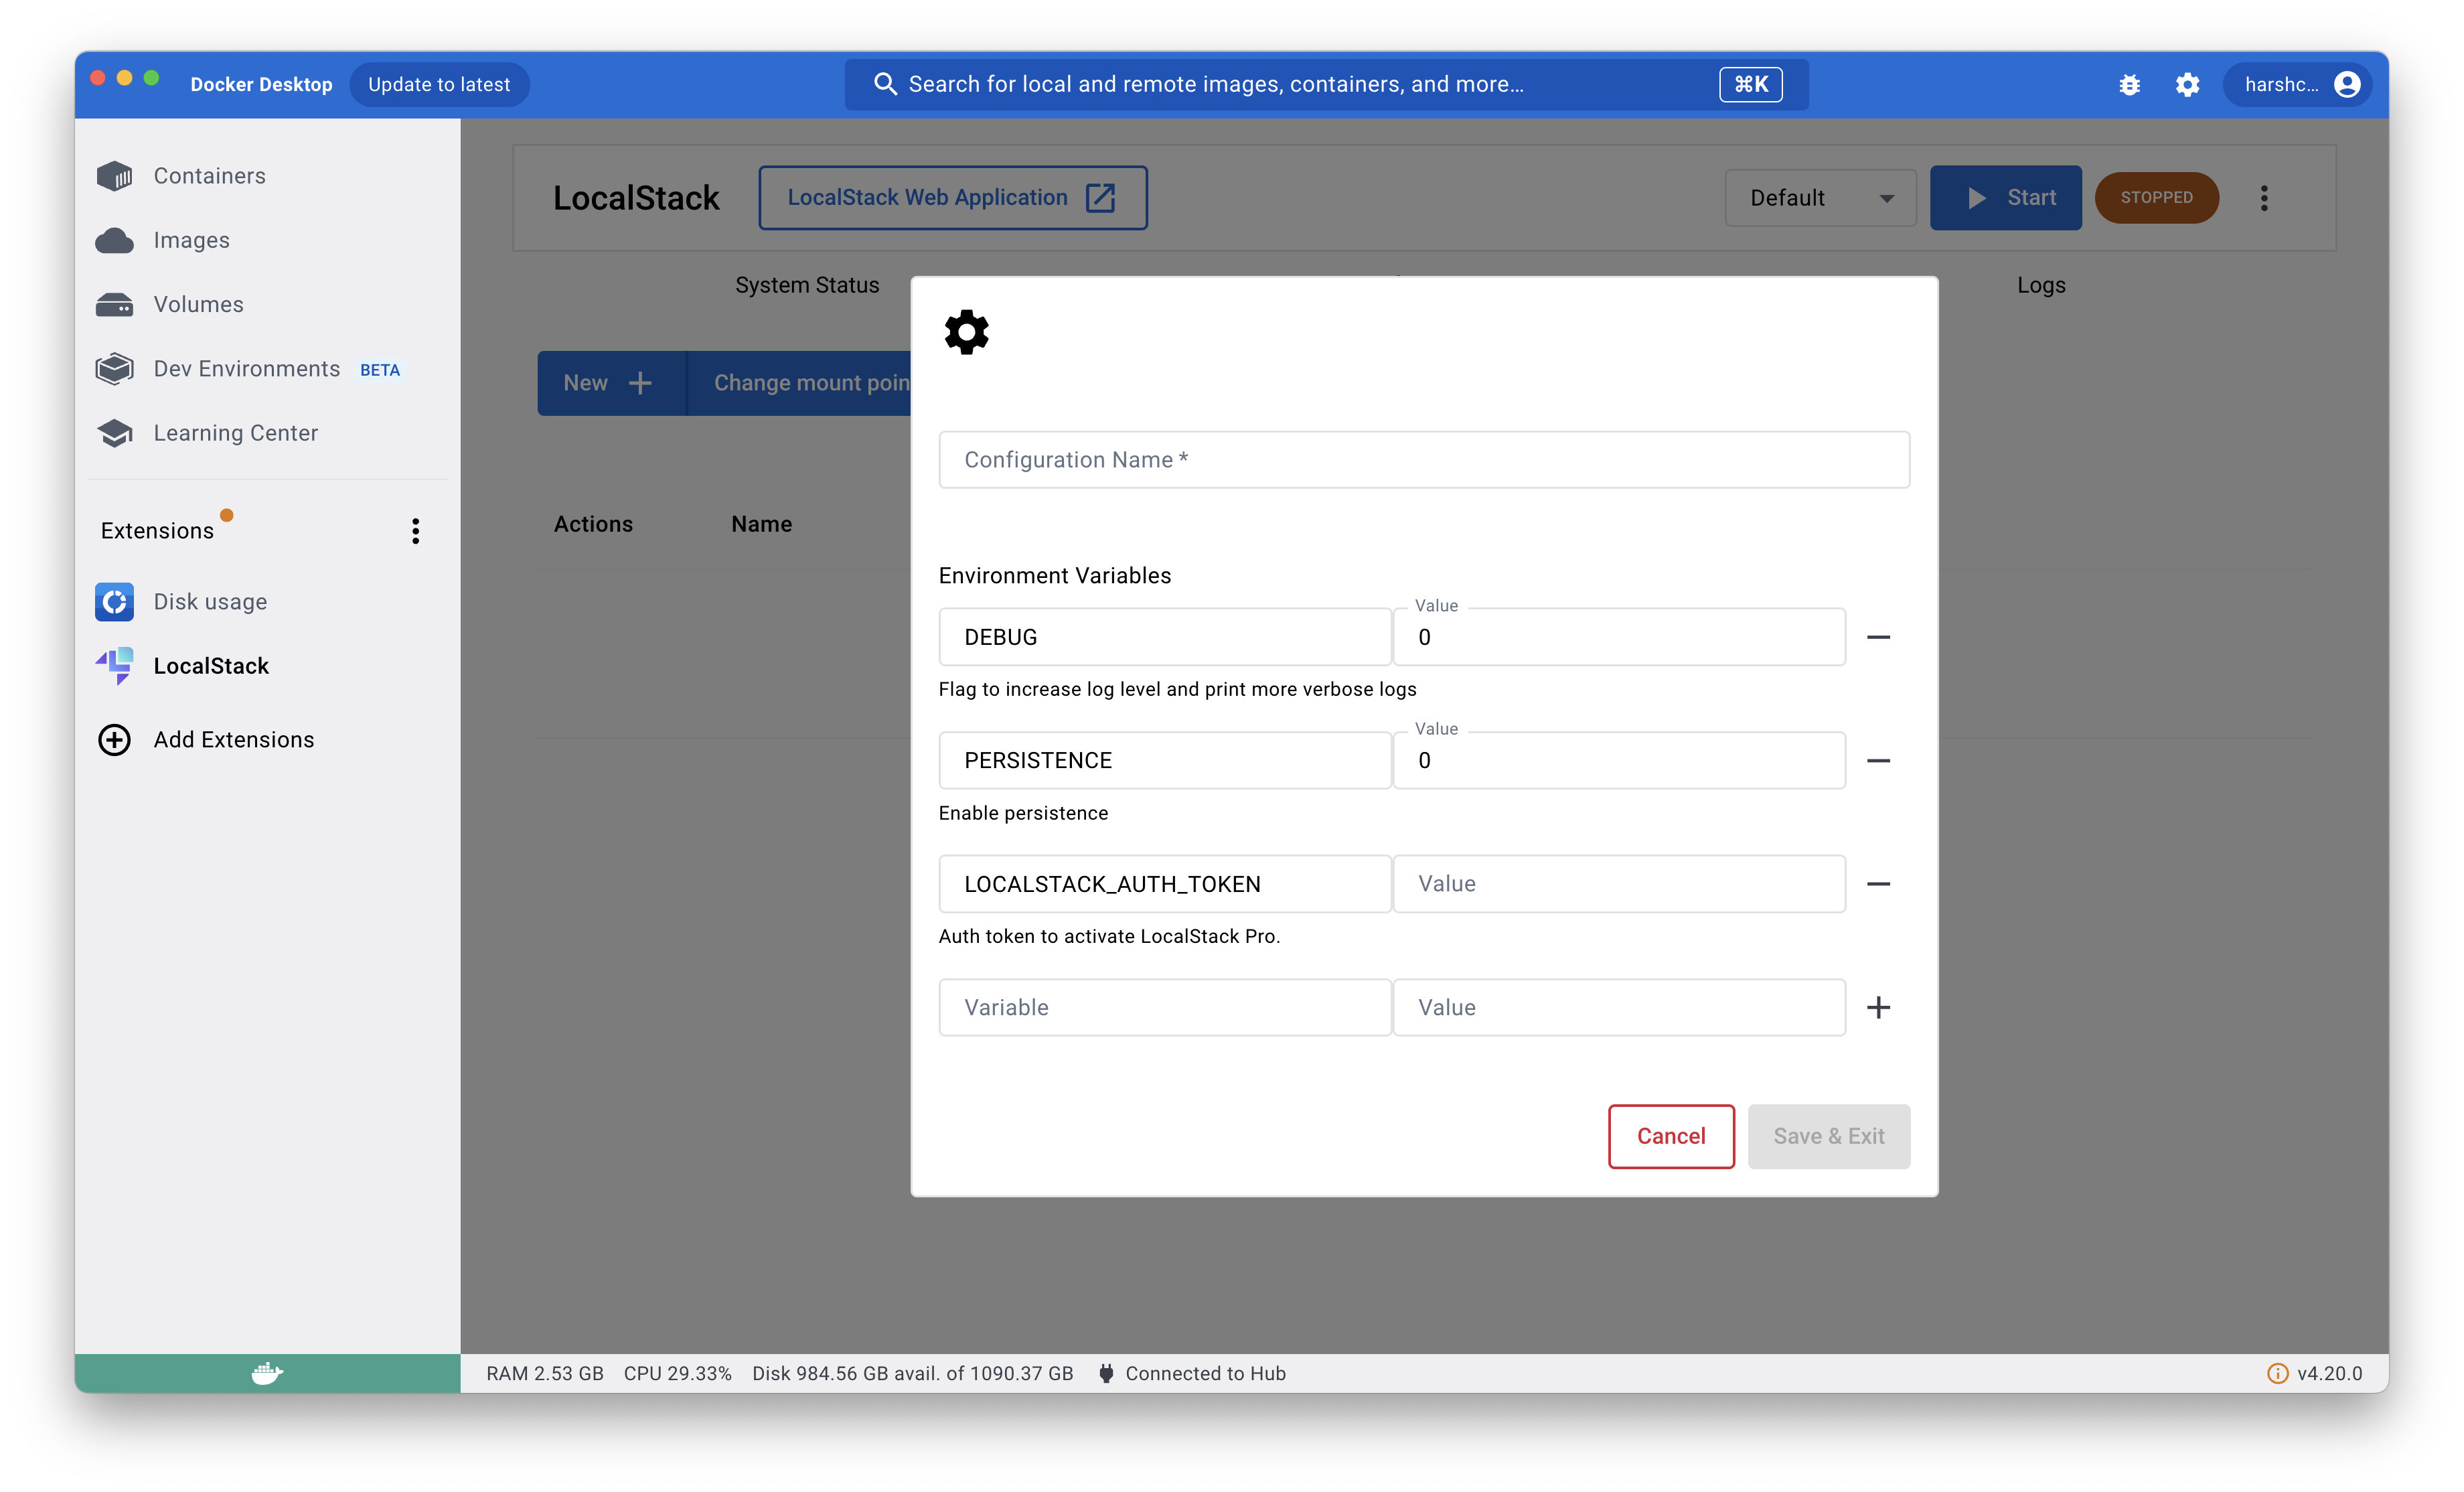 Docker Desktop
Update to latest
Search for local and remote images, containers, and more...
⌘K
harshc...
Containers
Images
Volumes
Dev Environments BETA
Learning Center
Extensions
Disk usage
LocalStack
Add Extensions
LocalStack
LocalStack Web Application
Default
Start
STOPPED
System Status
Logs
New
Change mount poin
Actions
Name
Configuration Name *
Environment Variables
DEBUG
Value
0
Flag to increase log level and print more verbose logs
PERSISTENCE
Value
0
Enable persistence
LOCALSTACK_AUTH_TOKEN
Value
Auth token to activate LocalStack Pro.
Variable
Value
Cancel
Save & Exit
RAM 2.53 GB
CPU 29.33%
Disk 984.56 GB avail. of 1090.37 GB
Connected to Hub
v4.20.0